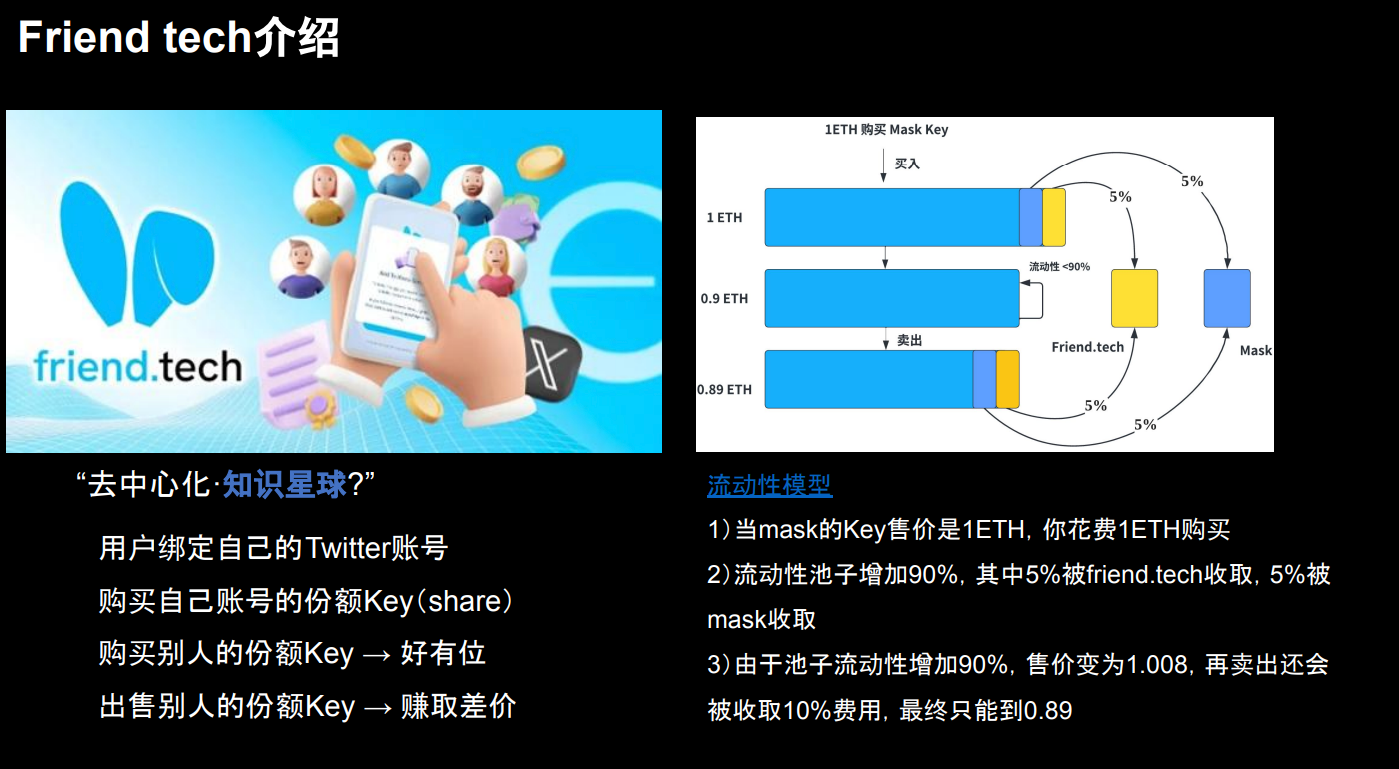 Friend tech介绍
friend.tech
“去中心化·知识星球?”
用户绑定自己的Twitter账号
购买自己账号的份额Key（share）
购买别人的份额Key → 好有位
出售别人的份额Key → 赚取差价
1ETH 购买 Mask Key
买入
5%
5%
1 ETH
流动性 <90%
0.9 ETH
卖出
Friend.tech
Mask
0.89 ETH
5%
5%
流动性模型
1）当mask的Key售价是1ETH，你花费1ETH购买
2）流动性池子增加90%，其中5%被friend.tech收取，5%被
mask收取
3）由于池子流动性增加90%，售价变为1.008，再卖出还会
被收取10%费用，最终只能到0.89